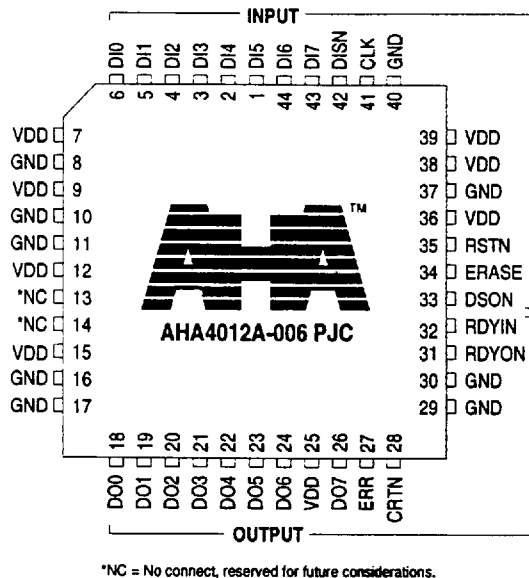 INPUT
DI0 DI1 DI2 DI3 DI4 DI5 DI6 DI7 DISN CLK GND
6 5 4 3 2 1 44 43 42 41 40
VDD 7
GND 8
VDD 9
GND 10
GND 11
VDD 12
*NC 13
*NC 14
VDD 15
GND 16
GND 17
AHA™
AHA4012A-006 PJC
39 VDD
38 VDD
37 GND
36 VDD
35 RSTN
34 ERASE
33 DSON
32 RDYIN
31 RDYON
30 GND
29 GND
18 19 20 21 22 23 24 25 26 27 28
DO0 DO1 DO2 DO3 DO4 DO5 DO6 VDD DO7 ERR CRTN
OUTPUT
*NC = No connect, reserved for future considerations.